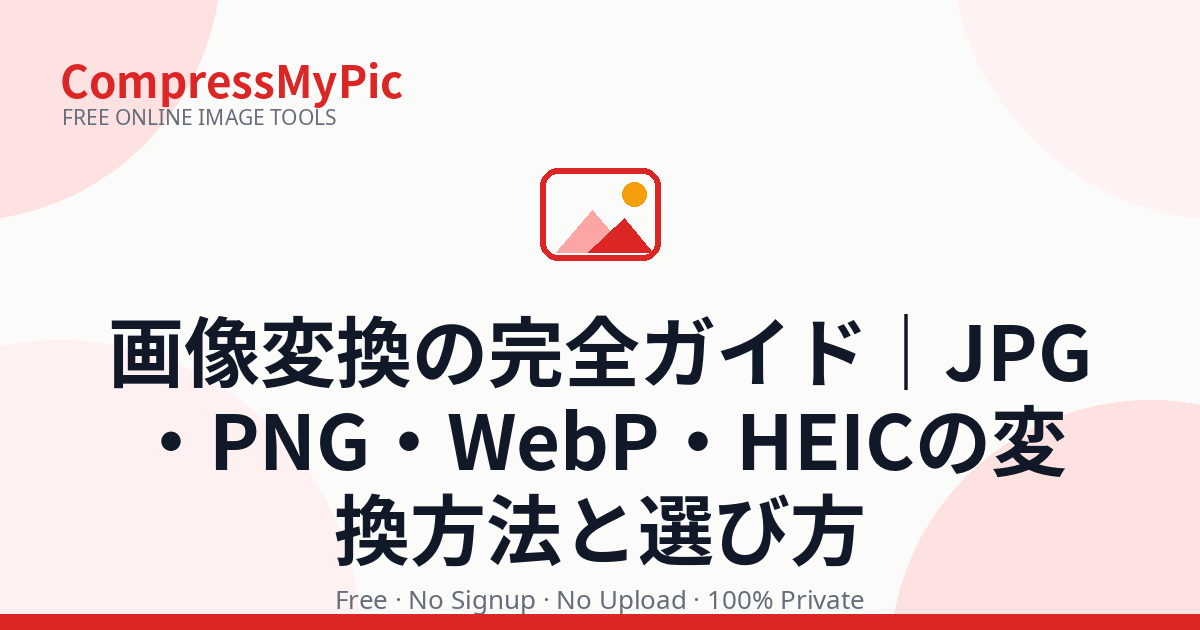 CompressMyPic
FREE ONLINE IMAGE TOOLS
画像変換の完全ガイド｜JPG
・PNG・WebP・HEICの変
換方法と選び方
Free · No Signup · No Upload · 100% Private